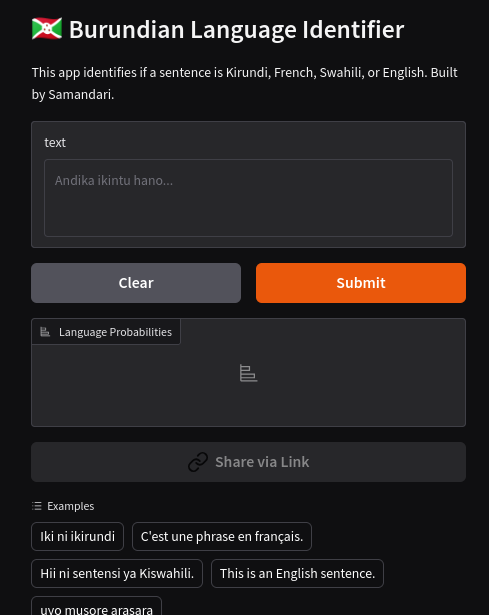 🇧🇮 Burundian Language Identifier
This app identifies if a sentence is Kirundi, French, Swahili, or English. Built
by Samandari.
text
Andika ikintu hano...
Clear
Submit
Language Probabilities
Share via Link
Examples
Iki ni ikirundi
C'est une phrase en français.
Hii ni sentensi ya Kiswahili.
This is an English sentence.
uyo musore arasara